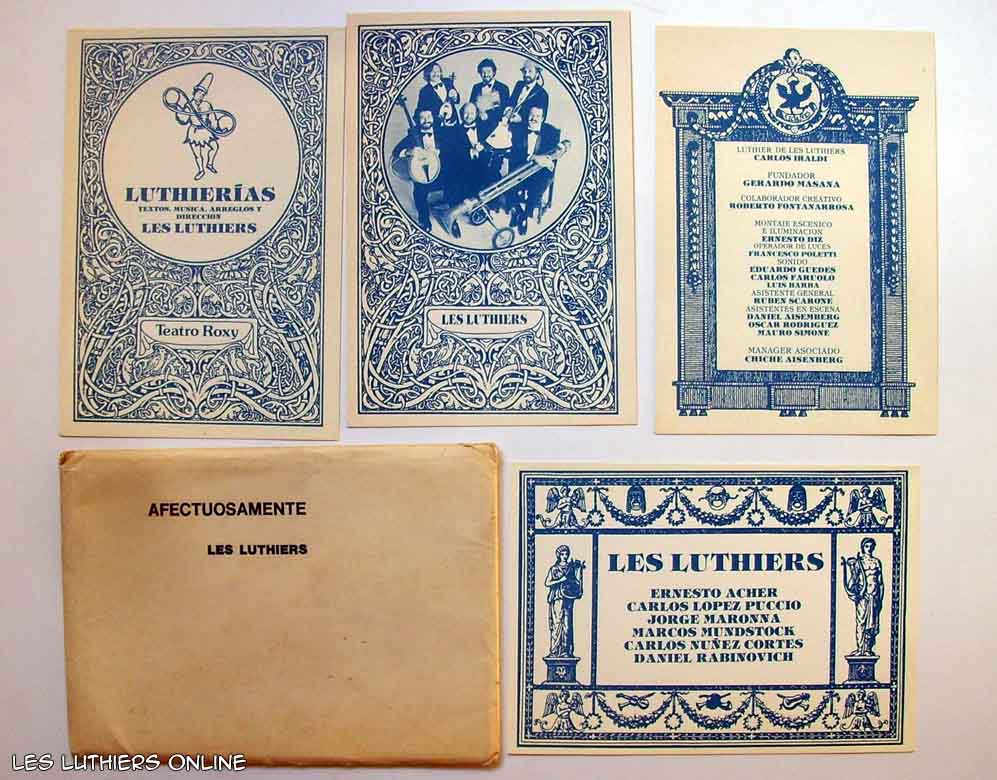 LUTHIERÍAS
TEXTOS, MUSICA, ARREGLOS Y
DIRECCION
LES LUTHIERS
Teatro Roxy
LES LUTHIERS
LUTHIER DE LES LUTHIERS
CARLOS IRALDI
FUNDADOR
GERARDO MASANA
COLABORADOR CREATIVO
ROBERTO FONTANARROSA
MONTAJE ESCENICO
E ILUMINACION
ERNESTO DIZ
OPERADOR DE LUCES
FRANCISCO POLETTI
SONIDO
EDUARDO GUEDES
CARLOS FARUOLO
LUIS BARBA
ASISTENTE GENERAL
RUBEN SCARONE
ASISTENTES EN ESCENA
DANIEL AISEMBERG
OSCAR RODRIGUEZ
MAURO SIMONE
MANAGER ASOCIADO
CHICHE AISENBERG
AFECTUOSAMENTE
LES LUTHIERS
LES LUTHIERS
ERNESTO ACHER
CARLOS LOPEZ PUCCIO
JORGE MARONNA
MARCOS MUNDSTOCK
CARLOS NUÑEZ CORTES
DANIEL RABINOVICH
LES LUTHIERS ONLINE